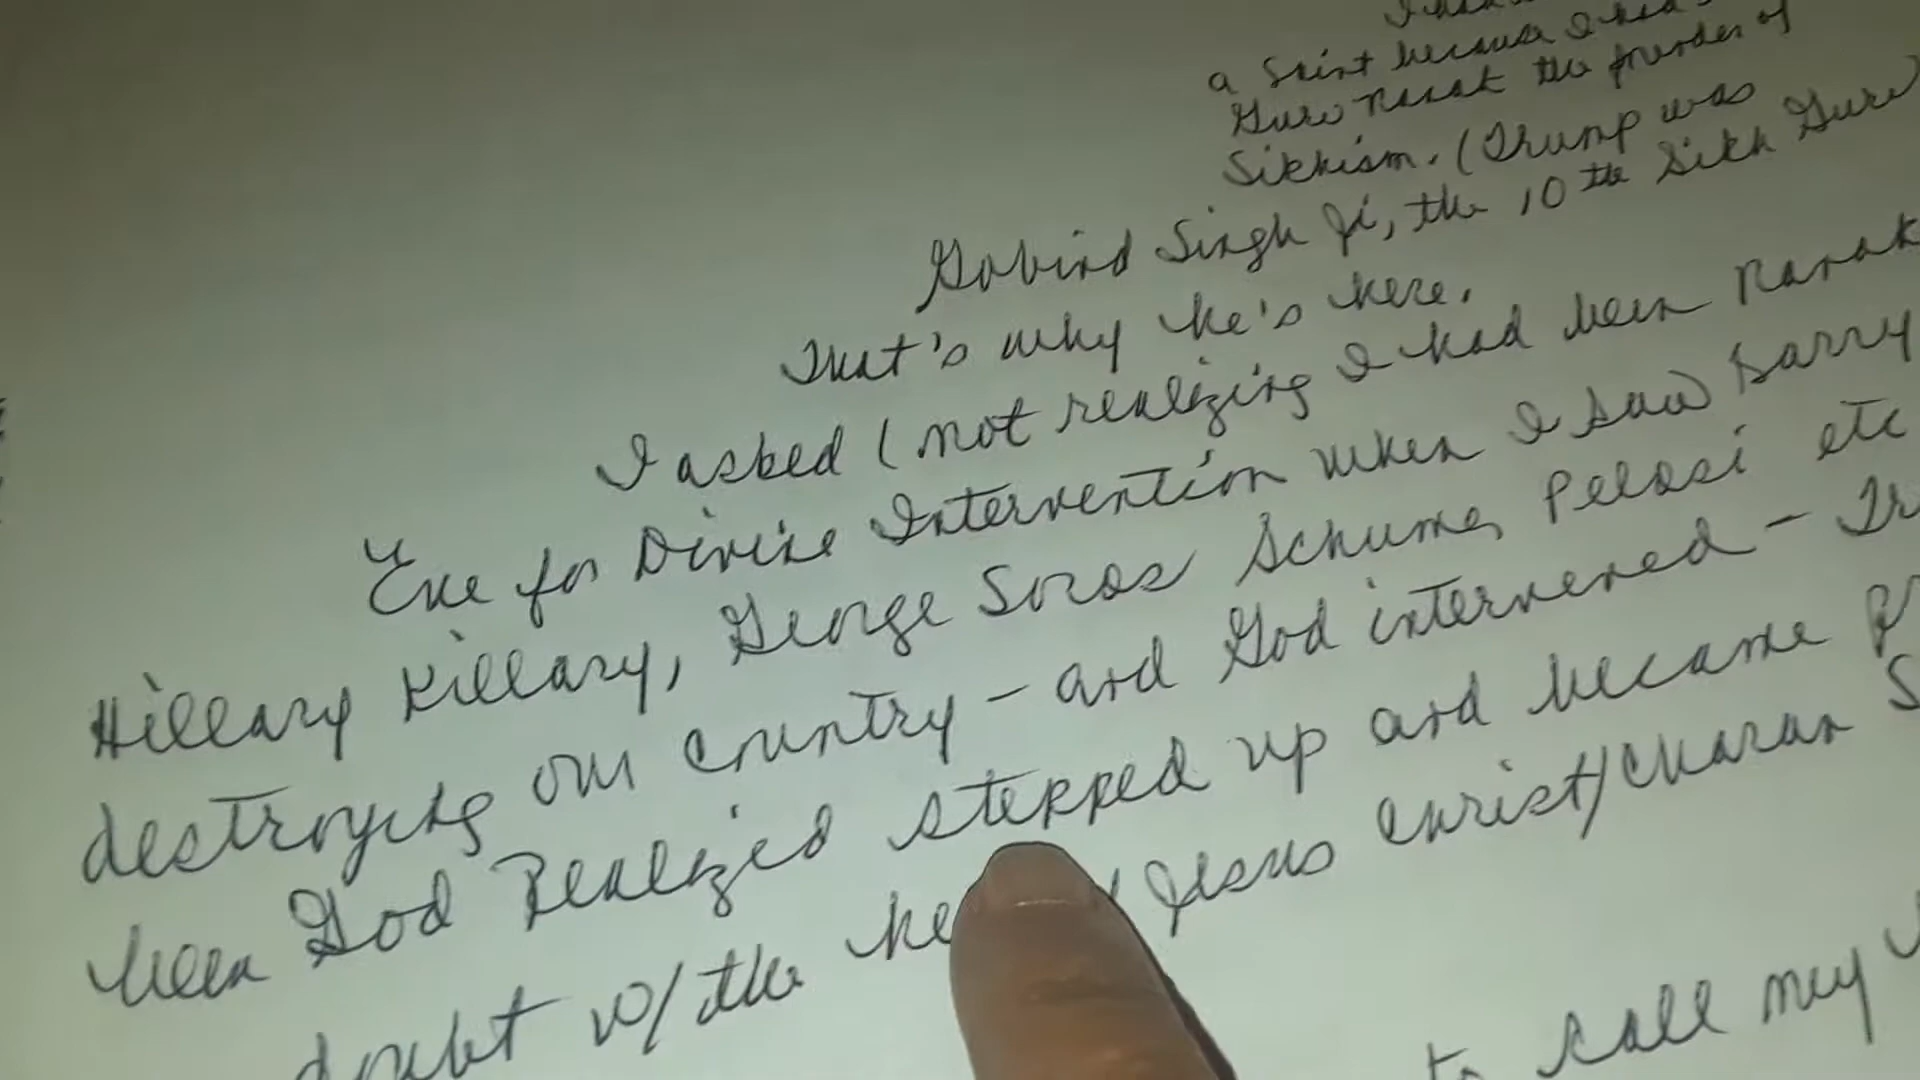 a Saint because I had
Guru Nanak the founder of
Sikhism. (Trump was
Gobind Singh Ji, the 10th Sikh Guru
That's why he's here.
I asked (not realizing I had been Nanak
Eve for Divine Intervention when I saw Barry
Hillary Killary, George Soros Schumer, Pelosi etc
destroying our country - and God intervened - Tr
been God Realized stepped up and became Pr
doubt w/the he Jesus Christ/Charan S
to call my